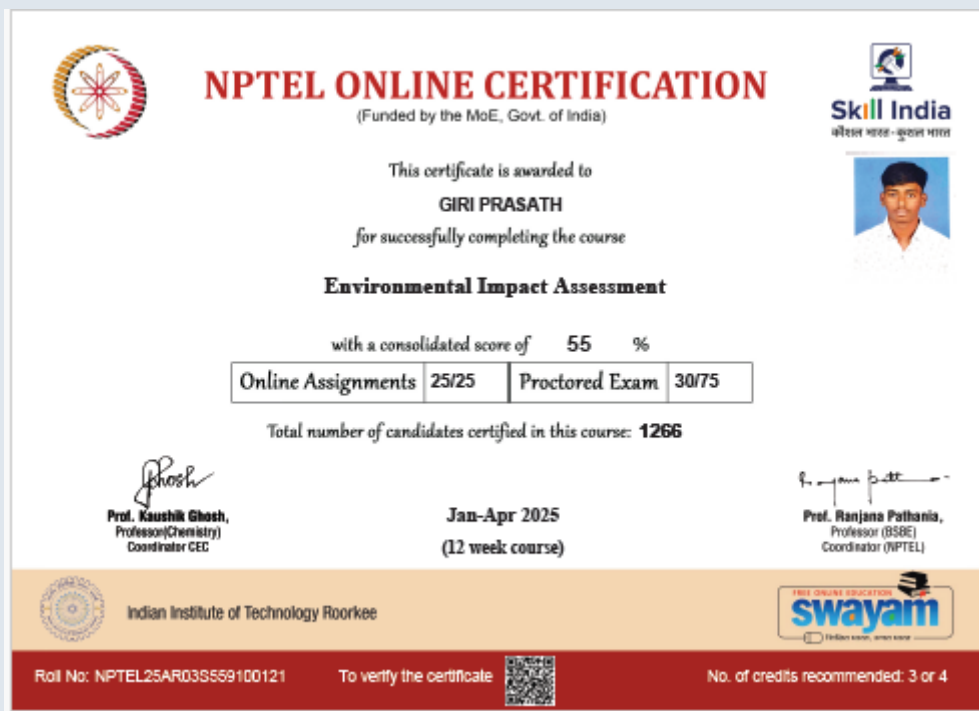 NPTEL ONLINE CERTIFICATION
(Funded by the MoE, Govt. of India)
Skill India
कौशल भारत - कुशल भारत
This certificate is awarded to
GIRI PRASATH
for successfully completing the course
Environmental Impact Assessment
with a consolidated score of 55 %
Online Assignments 25/25 Proctored Exam 30/75
Total number of candidates certified in this course: 1266
Ghosh
Prof. Kaushik Ghosh,
Professor(Chemistry)
Coordinator CEC
Jan-Apr 2025
(12 week course)
Prof. Ranjana Pathania,
Professor (BSBE)
Coordinator (NPTEL)
Indian Institute of Technology Roorkee
FREE ONLINE EDUCATION
swayam
Roll No: NPTEL25AR03S559100121 To verify the certificate No. of credits recommended: 3 or 4